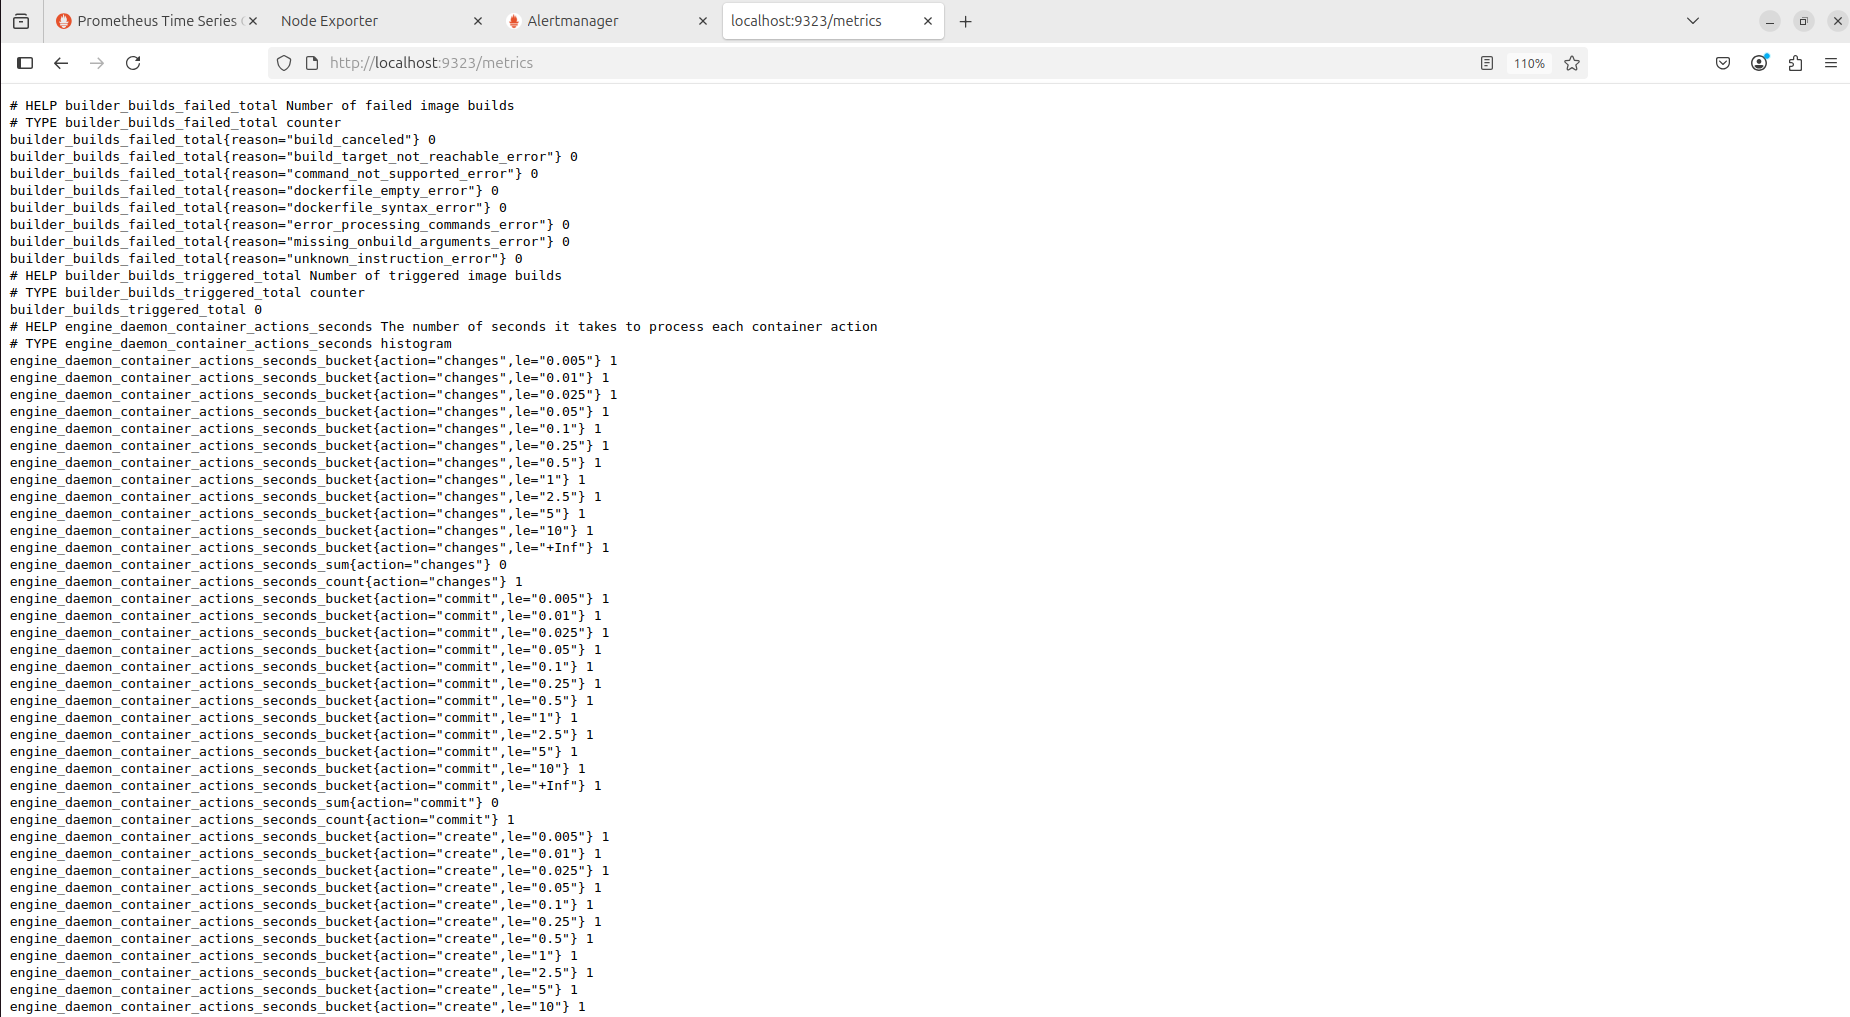 Prometheus Time Series
Node Exporter
Alertmanager
localhost:9323/metrics
http://localhost:9323/metrics
110%
# HELP builder_builds_failed_total Number of failed image builds
# TYPE builder_builds_failed_total counter
builder_builds_failed_total{reason="build_canceled"} 0
builder_builds_failed_total{reason="build_target_not_reachable_error"} 0
builder_builds_failed_total{reason="command_not_supported_error"} 0
builder_builds_failed_total{reason="dockerfile_empty_error"} 0
builder_builds_failed_total{reason="dockerfile_syntax_error"} 0
builder_builds_failed_total{reason="error_processing_commands_error"} 0
builder_builds_failed_total{reason="missing_onbuild_arguments_error"} 0
builder_builds_failed_total{reason="unknown_instruction_error"} 0
# HELP builder_builds_triggered_total Number of triggered image builds
# TYPE builder_builds_triggered_total counter
builder_builds_triggered_total 0
# HELP engine_daemon_container_actions_seconds The number of seconds it takes to process each container action
# TYPE engine_daemon_container_actions_seconds histogram
engine_daemon_container_actions_seconds_bucket{action="changes",le="0.005"} 1
engine_daemon_container_actions_seconds_bucket{action="changes",le="0.01"} 1
engine_daemon_container_actions_seconds_bucket{action="changes",le="0.025"} 1
engine_daemon_container_actions_seconds_bucket{action="changes",le="0.05"} 1
engine_daemon_container_actions_seconds_bucket{action="changes",le="0.1"} 1
engine_daemon_container_actions_seconds_bucket{action="changes",le="0.25"} 1
engine_daemon_container_actions_seconds_bucket{action="changes",le="0.5"} 1
engine_daemon_container_actions_seconds_bucket{action="changes",le="1"} 1
engine_daemon_container_actions_seconds_bucket{action="changes",le="2.5"} 1
engine_daemon_container_actions_seconds_bucket{action="changes",le="5"} 1
engine_daemon_container_actions_seconds_bucket{action="changes",le="10"} 1
engine_daemon_container_actions_seconds_bucket{action="changes",le="+Inf"} 1
engine_daemon_container_actions_seconds_sum{action="changes"} 0
engine_daemon_container_actions_seconds_count{action="changes"} 1
engine_daemon_container_actions_seconds_bucket{action="commit",le="0.005"} 1
engine_daemon_container_actions_seconds_bucket{action="commit",le="0.01"} 1
engine_daemon_container_actions_seconds_bucket{action="commit",le="0.025"} 1
engine_daemon_container_actions_seconds_bucket{action="commit",le="0.05"} 1
engine_daemon_container_actions_seconds_bucket{action="commit",le="0.1"} 1
engine_daemon_container_actions_seconds_bucket{action="commit",le="0.25"} 1
engine_daemon_container_actions_seconds_bucket{action="commit",le="0.5"} 1
engine_daemon_container_actions_seconds_bucket{action="commit",le="1"} 1
engine_daemon_container_actions_seconds_bucket{action="commit",le="2.5"} 1
engine_daemon_container_actions_seconds_bucket{action="commit",le="5"} 1
engine_daemon_container_actions_seconds_bucket{action="commit",le="10"} 1
engine_daemon_container_actions_seconds_bucket{action="commit",le="+Inf"} 1
engine_daemon_container_actions_seconds_sum{action="commit"} 0
engine_daemon_container_actions_seconds_count{action="commit"} 1
engine_daemon_container_actions_seconds_bucket{action="create",le="0.005"} 1
engine_daemon_container_actions_seconds_bucket{action="create",le="0.01"} 1
engine_daemon_container_actions_seconds_bucket{action="create",le="0.025"} 1
engine_daemon_container_actions_seconds_bucket{action="create",le="0.05"} 1
engine_daemon_container_actions_seconds_bucket{action="create",le="0.1"} 1
engine_daemon_container_actions_seconds_bucket{action="create",le="0.25"} 1
engine_daemon_container_actions_seconds_bucket{action="create",le="0.5"} 1
engine_daemon_container_actions_seconds_bucket{action="create",le="1"} 1
engine_daemon_container_actions_seconds_bucket{action="create",le="2.5"} 1
engine_daemon_container_actions_seconds_bucket{action="create",le="5"} 1
engine_daemon_container_actions_seconds_bucket{action="create",le="10"} 1